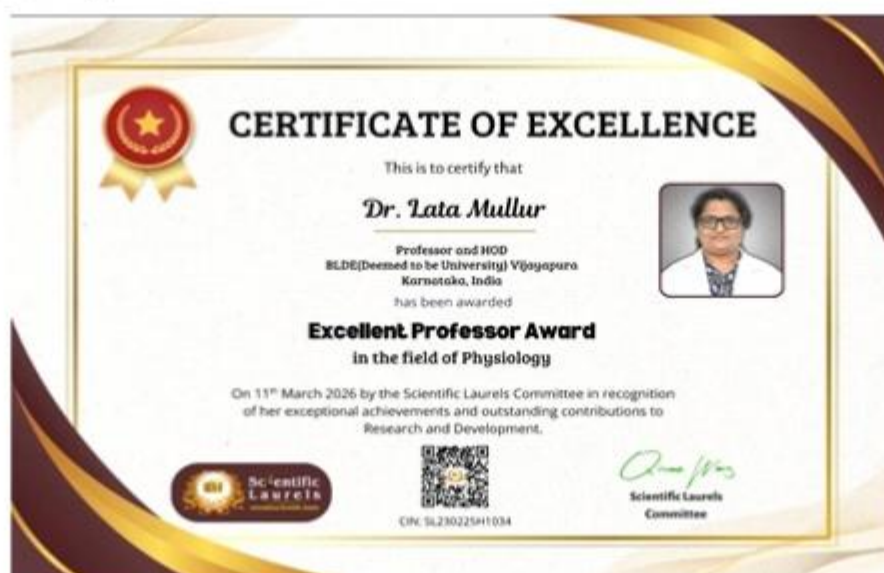 CERTIFICATE OF EXCELLENCE
This is to certify that
Dr. Lata Mullur
Professor and HOD
BLDE(Deemed to be University) Vijayapura
Karnataka, India
has been awarded
Excellent Professor Award
in the field of Physiology
On 11th March 2026 by the Scientific Laurels Committee in recognition
of her exceptional achievements and outstanding contributions to
Research and Development.
Scientific
Laurels
CIN: SL230225H1034
Scientific Laurels
Committee